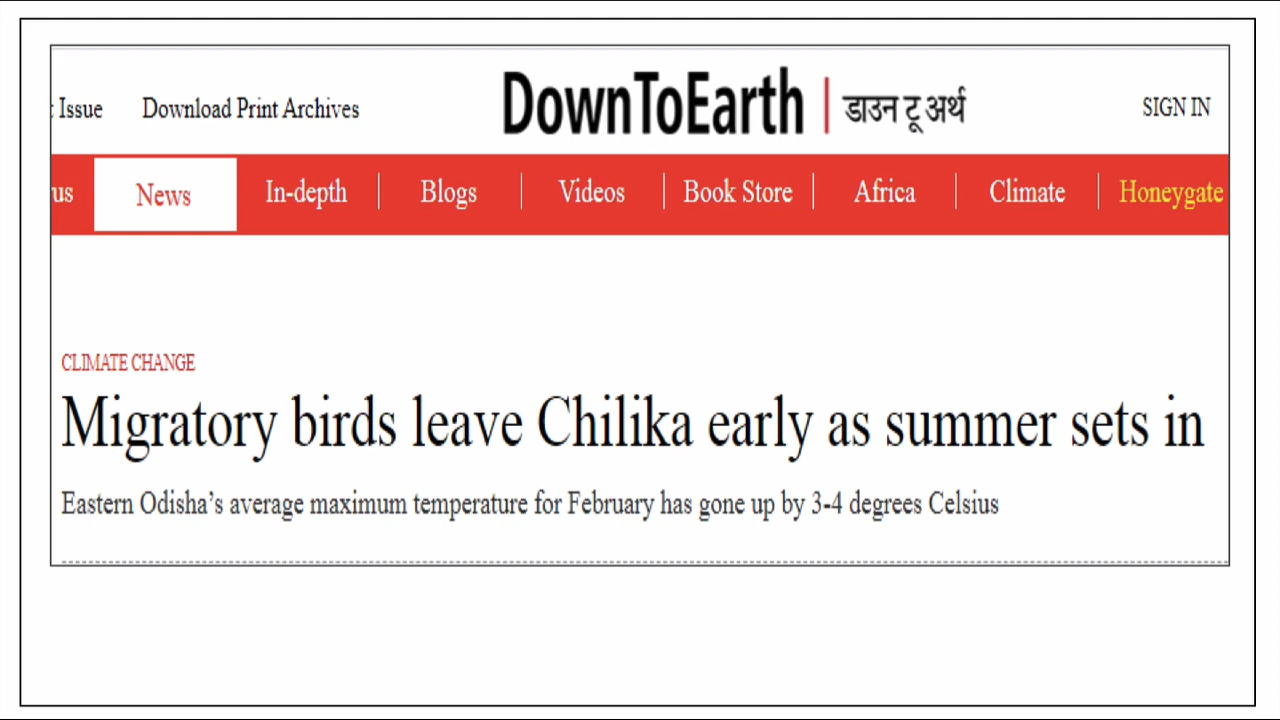 Issue Download Print Archives DownToEarth | डाउन टू अर्थ SIGN IN
us News In-depth Blogs Videos Book Store Africa Climate Honeygate
CLIMATE CHANGE
Migratory birds leave Chilika early as summer sets in
Eastern Odisha's average maximum temperature for February has gone up by 3-4 degrees Celsius